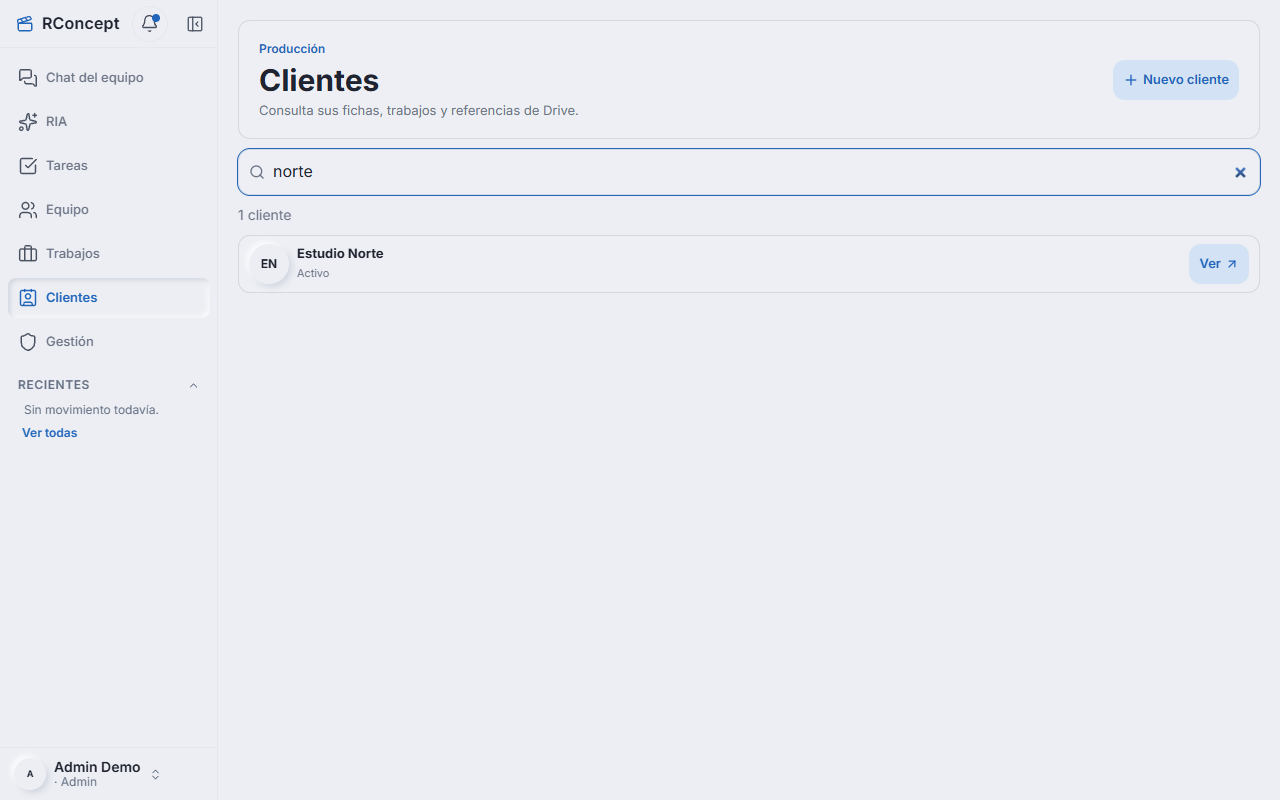 RConcept
Chat del equipo
RIA
Tareas
Equipo
Trabajos
Clientes
Gestión
RECIENTES
Sin movimiento todavía.
Ver todas
A
Admin Demo
· Admin
Producción
Clientes
Consulta sus fichas, trabajos y referencias de Drive.
Nuevo cliente
norte
1 cliente
EN
Estudio Norte
Activo
Ver